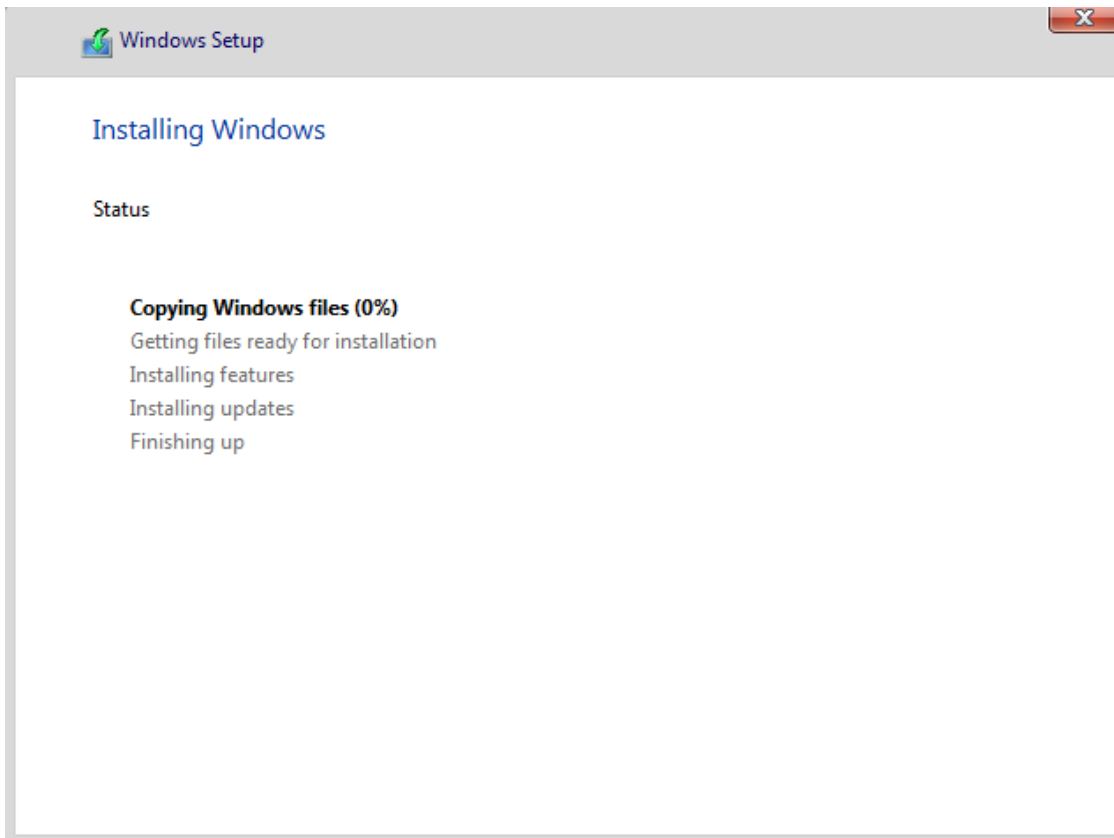 Windows Setup
Installing Windows
Status
Copying Windows files (0%)
Getting files ready for installation
Installing features
Installing updates
Finishing up